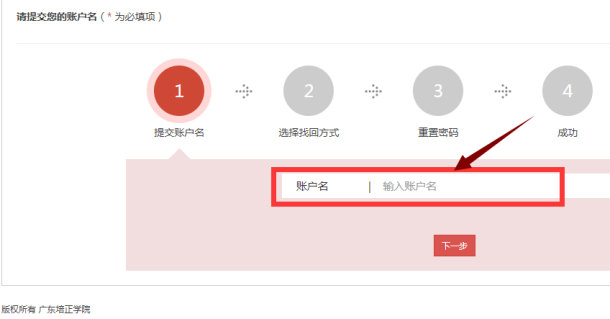 请提交您的账户名（* 为必填项）
1 2 3 4
提交账户名 选择找回方式 重置密码 成功
账户名 | 输入账户名
下一步
版权所有 广东培正学院